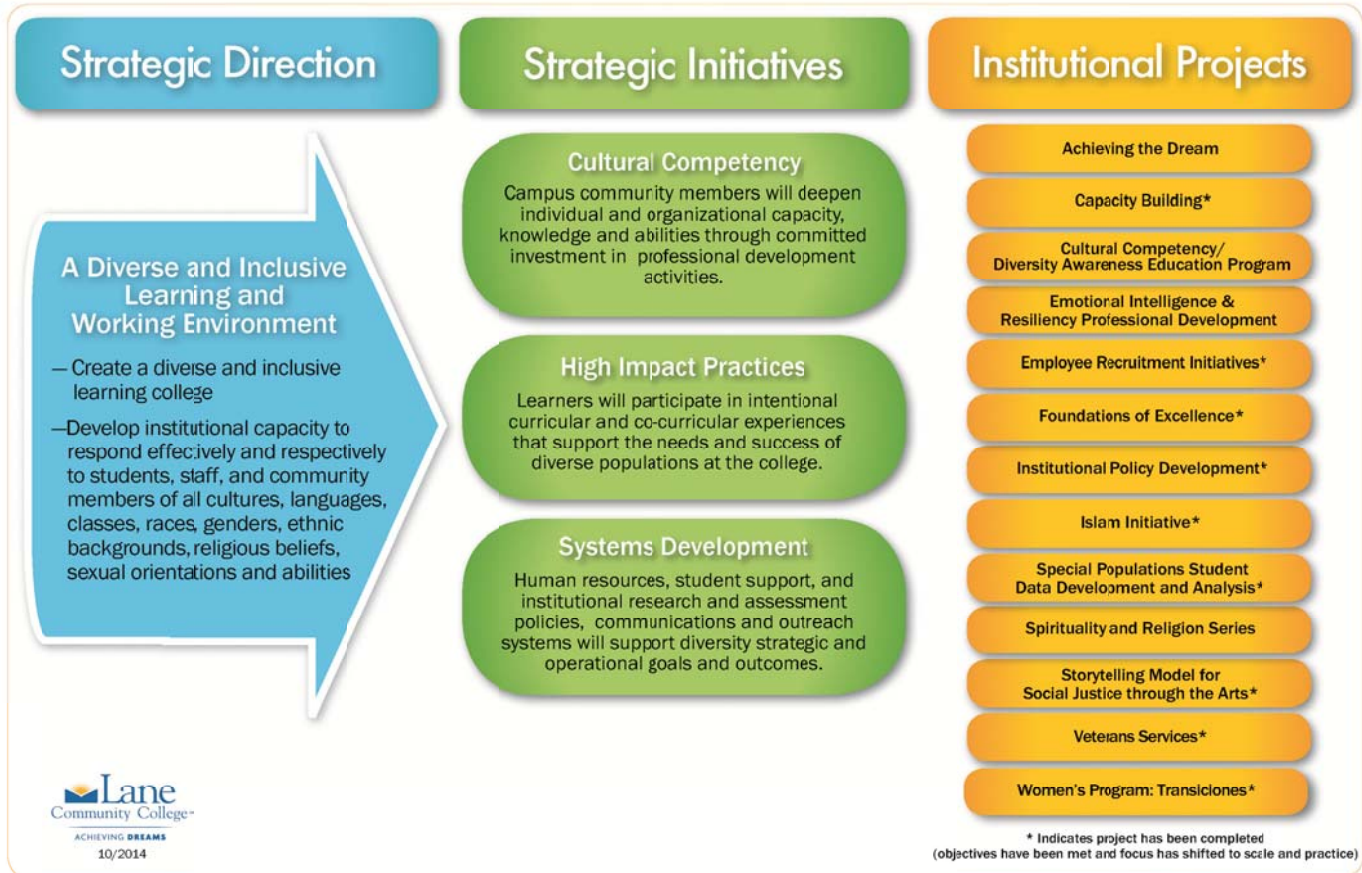 Strategic Direction
A Diverse and Inclusive
Learning and
Working Environment
— Create a diverse and inclusive
learning college
—Develop institutional capacity to
respond effectively and respectively
to students, staff, and community
members of all cultures, languages,
classes, races, genders, ethnic
backgrounds, religious beliefs,
sexual orientations and abilities
Strategic Initiatives
Cultural Competency
Campus community members will deepen
individual and organizational capacity,
knowledge and abilities through committed
investment in professional development
activities.
High Impact Practices
Learners will participate in intentional
curricular and co-curricular experiences
that support the needs and success of
diverse populations at the college.
Systems Development
Human resources, student support, and
institutional research and assessment
policies, communications and outreach
systems will support diversity strategic and
operational goals and outcomes.
Institutional Projects
Achieving the Dream
Capacity Building*
Cultural Competency/
Diversity Awareness Education Program
Emotional Intelligence &
Resiliency Professional Development
Employee Recruitment Initiatives*
Foundations of Excellence*
Institutional Policy Development*
Islam Initiative*
Special Populations Student
Data Development and Analysis*
Spirituality and Religion Series
Storytelling Model for
Social Justice through the Arts*
Veterans Services*
Women's Program: Transiciones*
* Indicates project has been completed
(objectives have been met and focus has shifted to scale and practice)
Lane
Community College
ACHIEVING DREAMS
10/2014